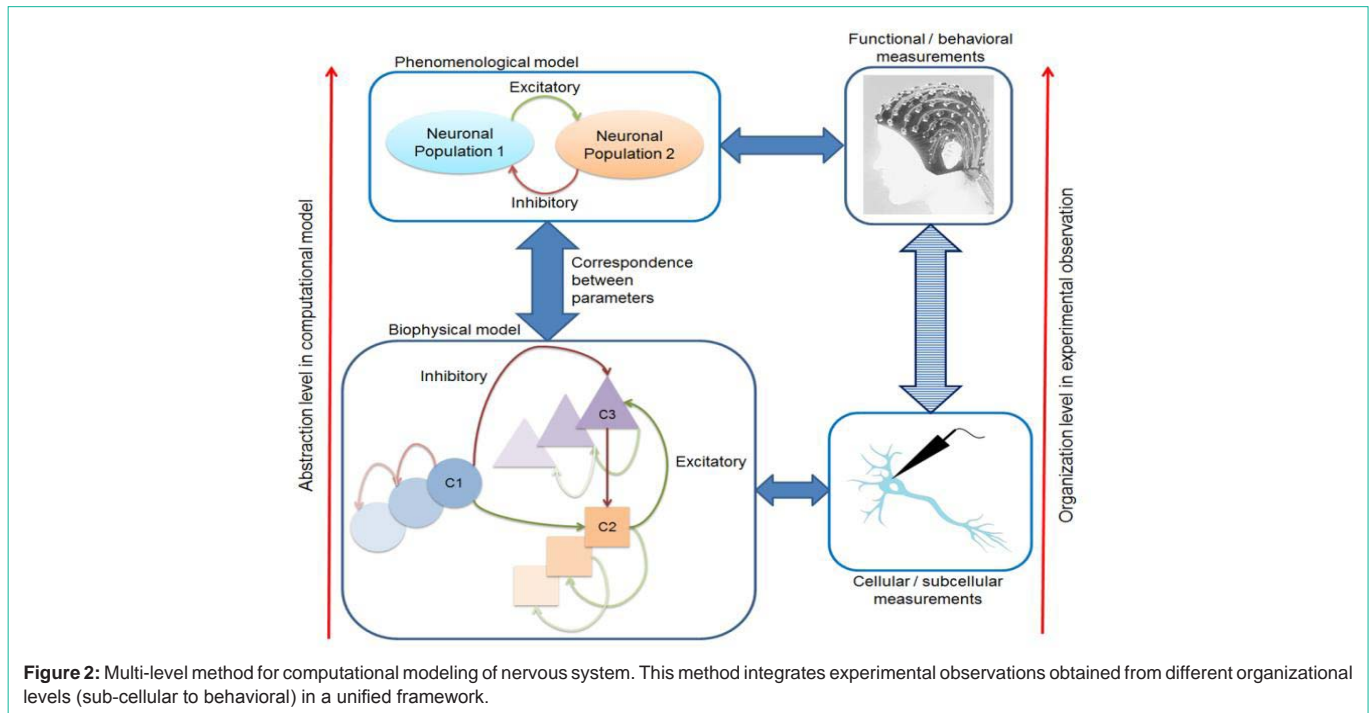 Functional / behavioral
measurements
Phenomenological model
Excitatory
Neuronal
Population 1
Neuronal
Population 2
Inhibitory
Abstraction level in computational model
Organization level in experimental observation
Correspondence
between
parameters
Biophysical model
Inhibitory
C3
Excitatory
C1
C2
Cellular / subcellular
measurements
Figure 2: Multi-level method for computational modeling of nervous system. This method integrates experimental observations obtained from different organizational
levels (sub-cellular to behavioral) in a unified framework.